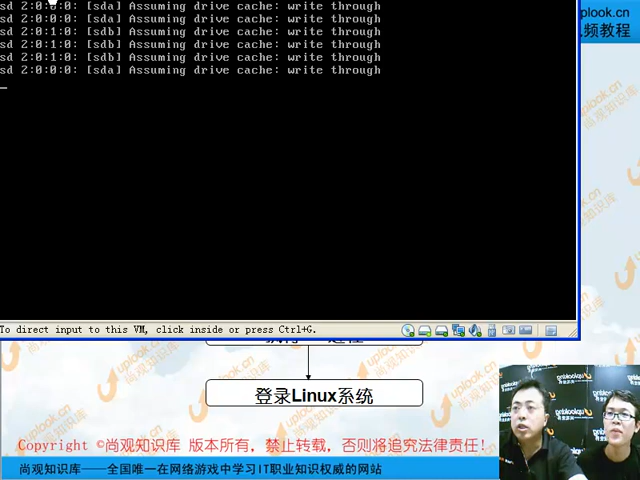 sd 2:0:0:0: [sda] Assuming drive cache: write through
uplook.cn
sd 2:0:0:0: [sda] Assuming drive cache: write through
sd 2:0:1:0: [sdb] Assuming drive cache: write through
视频教程
sd 2:0:1:0: [sdb] Assuming drive cache: write through
sd 2:0:1:0: [sdb] Assuming drive cache: write through
sd 2:0:0:0: [sda] Assuming drive cache: write through
To direct input to this VM, click inside or press Ctrl+G.
登录Linux系统
Copyright ©尚观知识库 版本所有，禁止转载，否则将追究法律责任！
尚观知识库——全国唯一在网络游戏中学习IT职业知识权威的网站